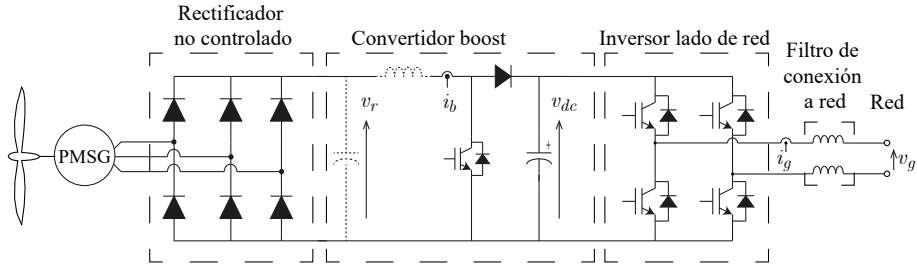 Rectificador
no controlado
Convertidor boost
Inversor lado de red
Filtro de
conexión
a red
Red
PMSG
v_r
i_b
v_dc
+
i_g
v_g